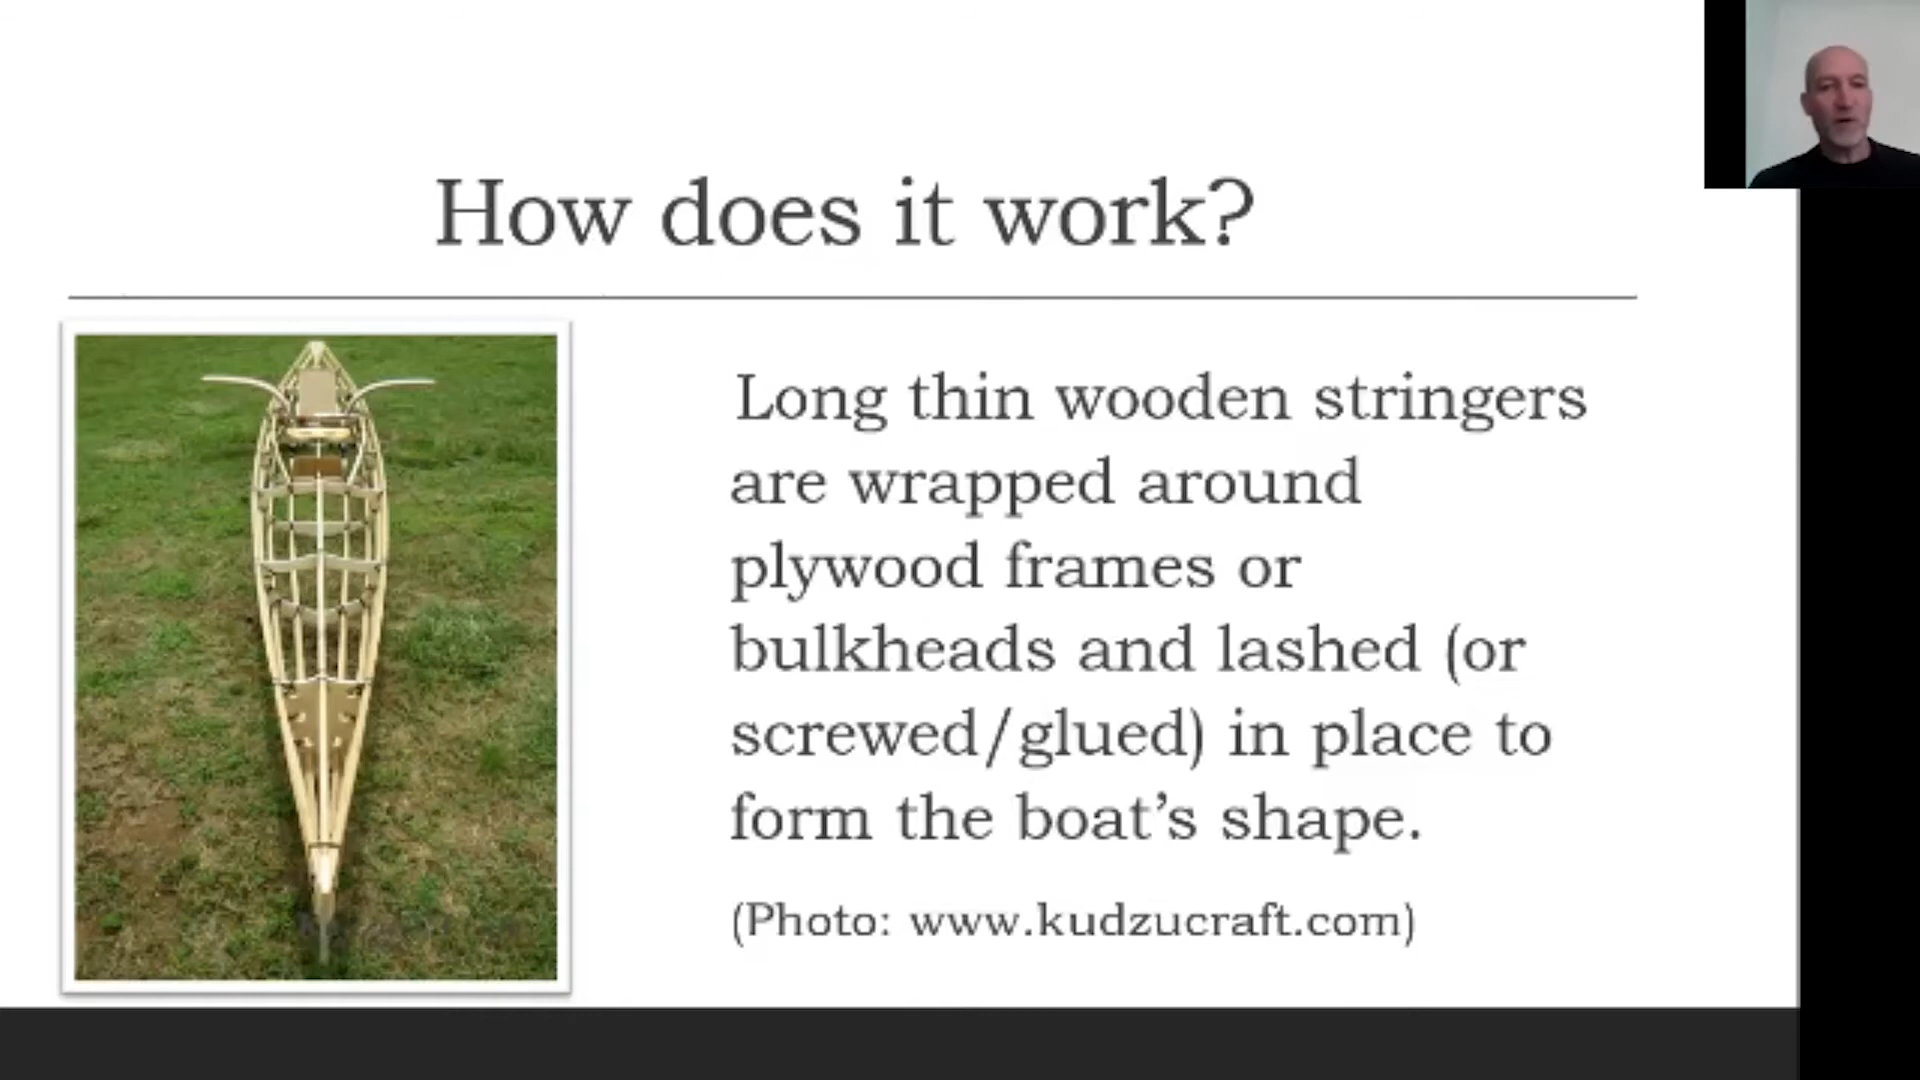 How does it work?
Long thin wooden stringers
are wrapped around
plywood frames or
bulkheads and lashed (or
screwed/glued) in place to
form the boat’s shape.
(Photo: www.kudzucraft.com)